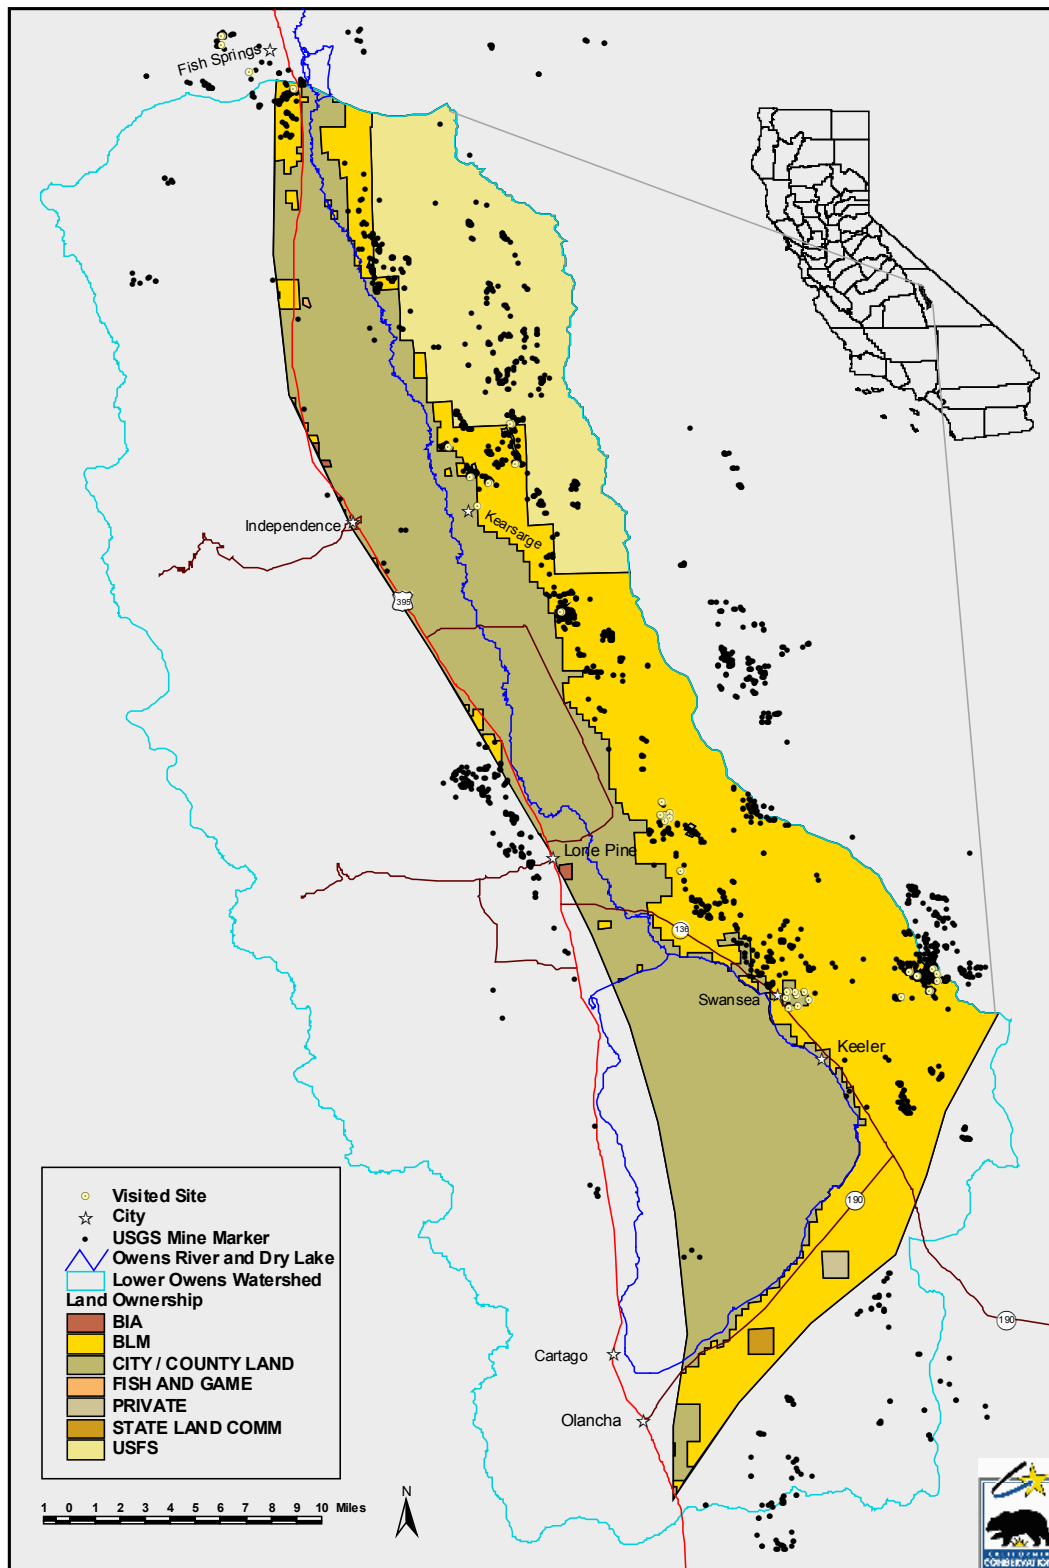 Fish Springs
Independence
Kearsarge
395
Lone Pine
136
Swansea
Keeler
190
190
Cartago
Olancha
Visited Site
City
USGS Mine Marker
Owens River and Dry Lake
Lower Owens Watershed
Land Ownership
BIA
BLM
CITY / COUNTY LAND
FISH AND GAME
PRIVATE
STATE LAND COMM
USFS
1 0 1 2 3 4 5 6 7 8 9 10 Miles
N
CALIFORNIA
CONSERVATION